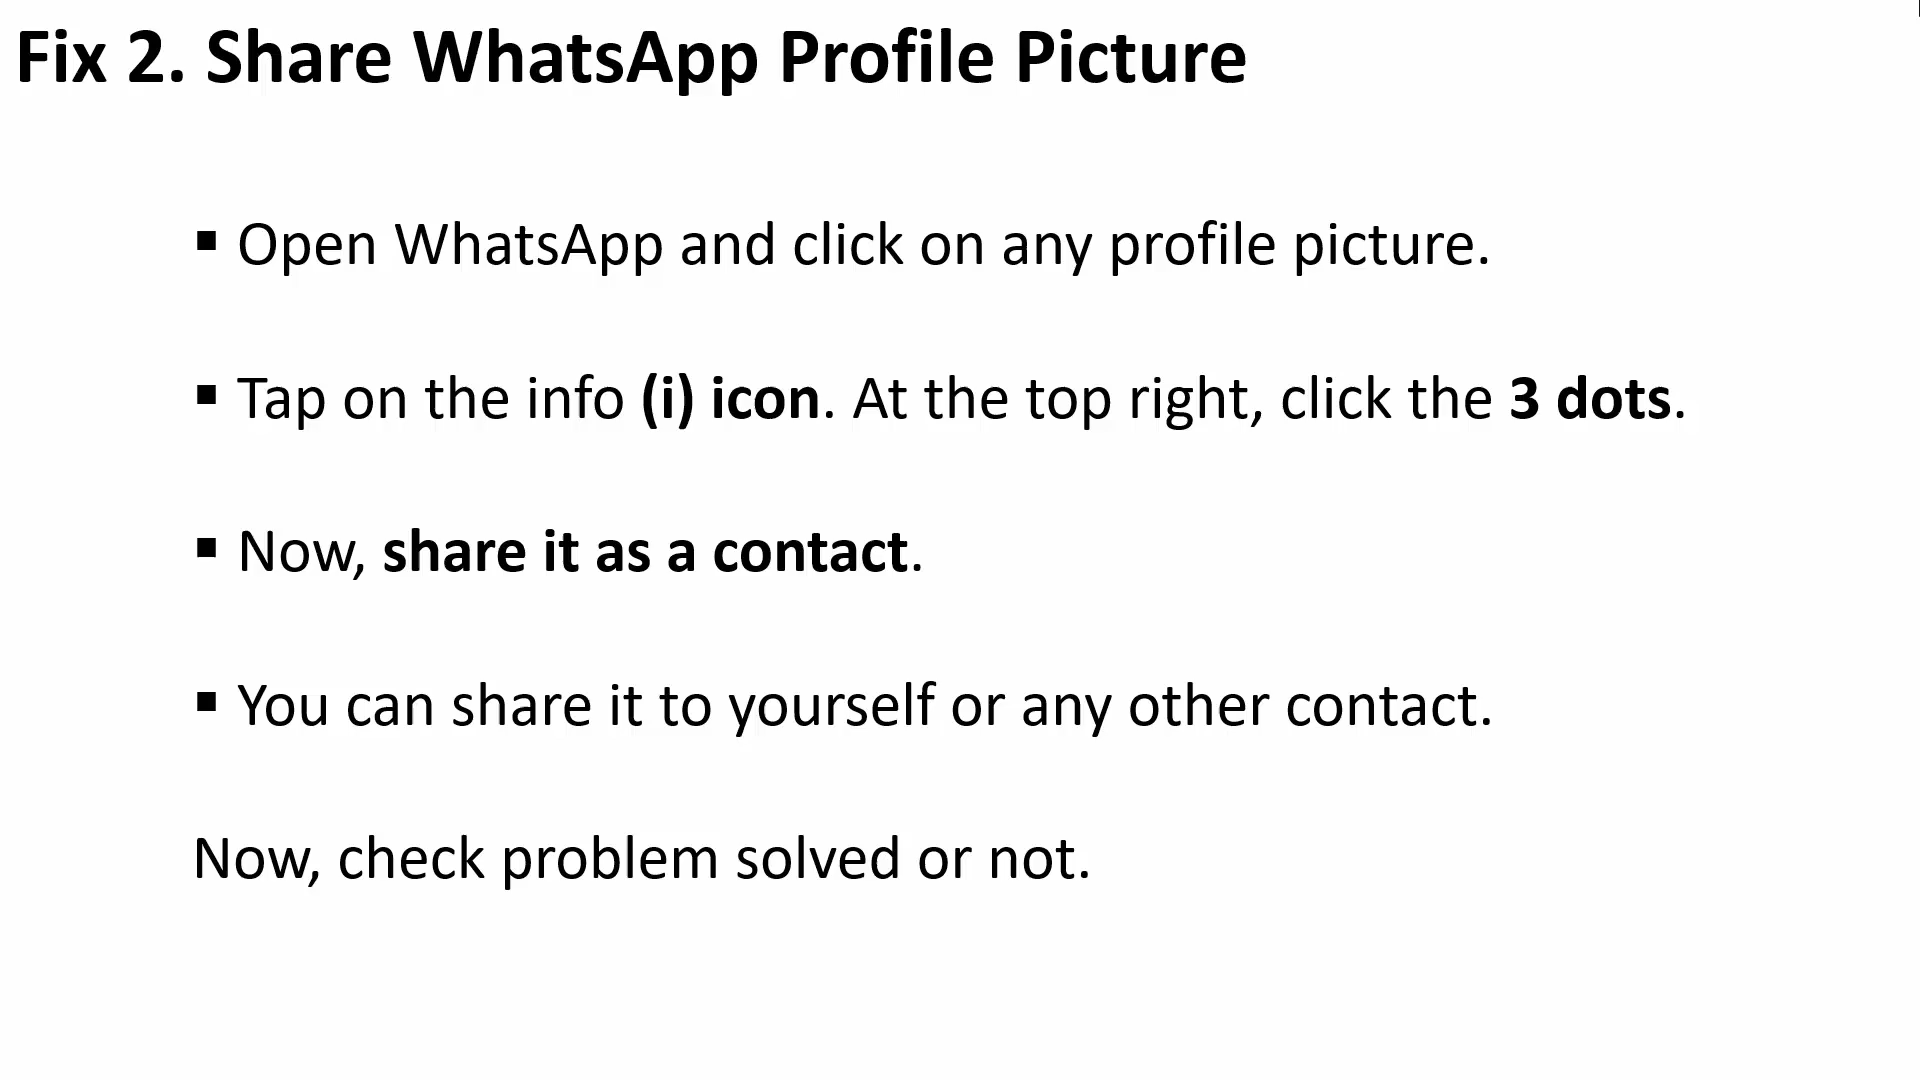 Fix 2. Share WhatsApp Profile Picture
▪ Open WhatsApp and click on any profile picture.
▪ Tap on the info (i) icon. At the top right, click the 3 dots.
▪ Now, share it as a contact.
▪ You can share it to yourself or any other contact.
Now, check problem solved or not.